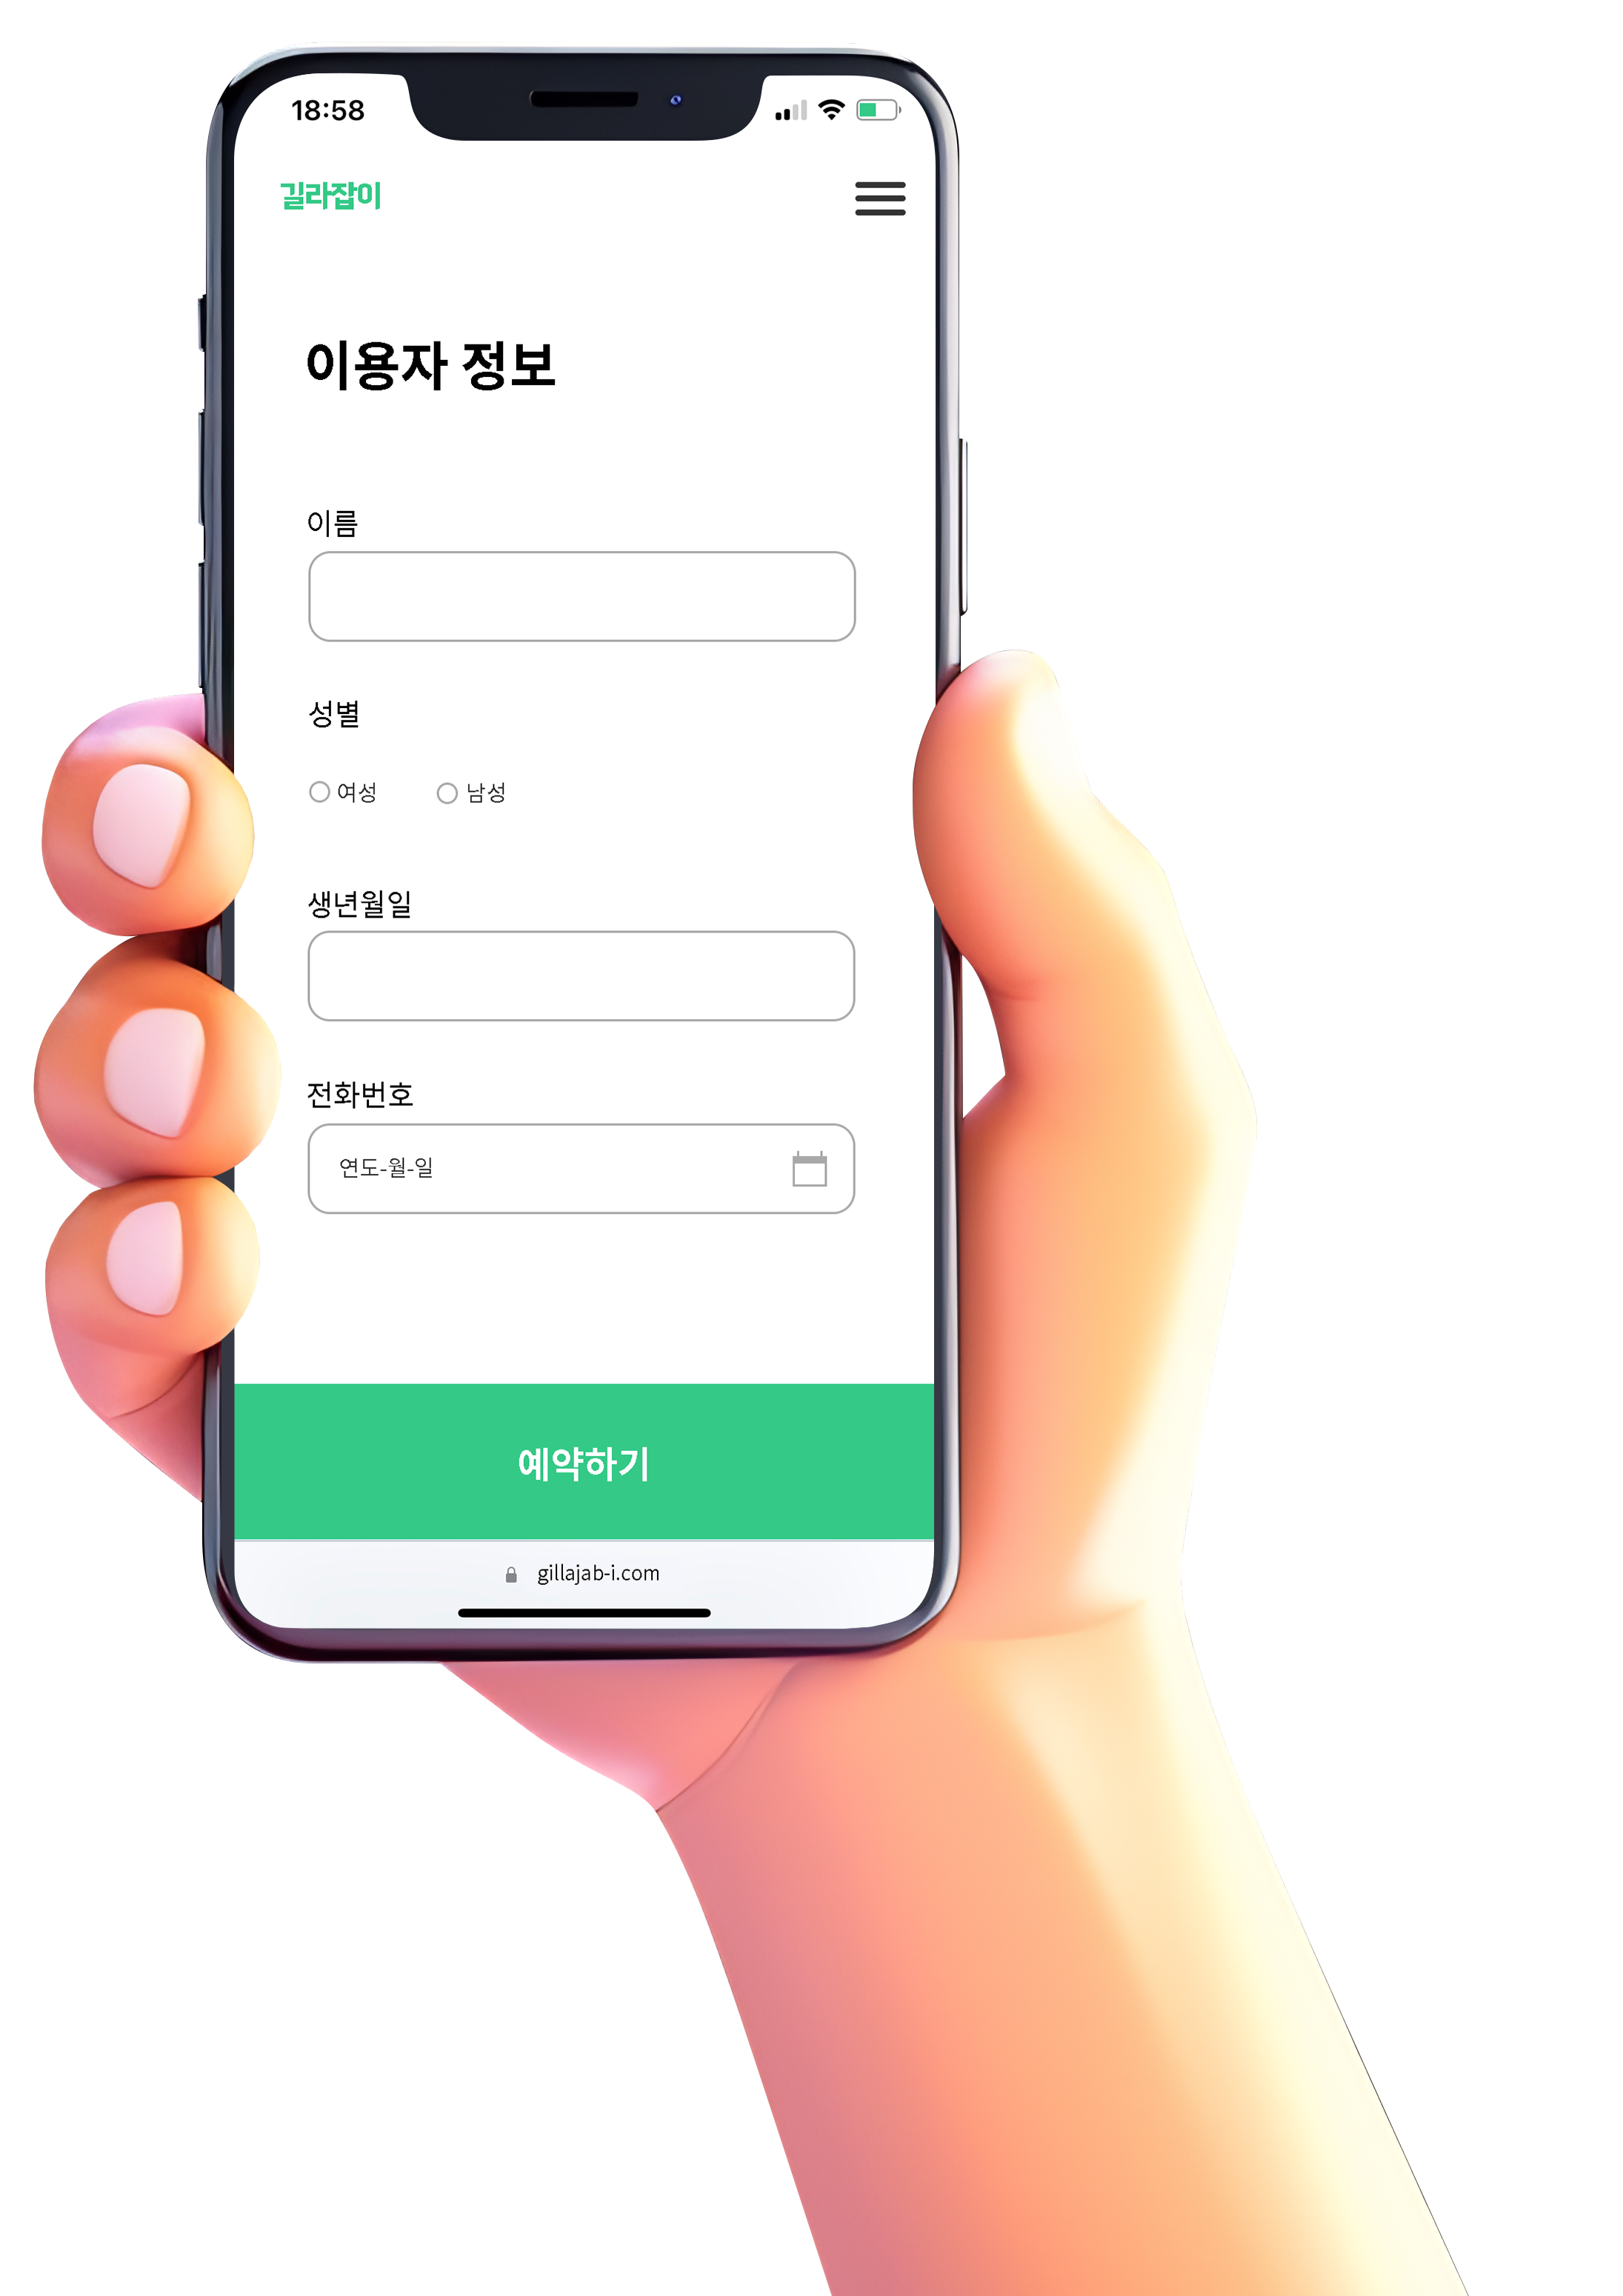 18:58
길라잡이
이용자 정보
이름
성별
여성 남성
생년월일
전화번호
연도-월-일
예약하기
gillajab-i.com